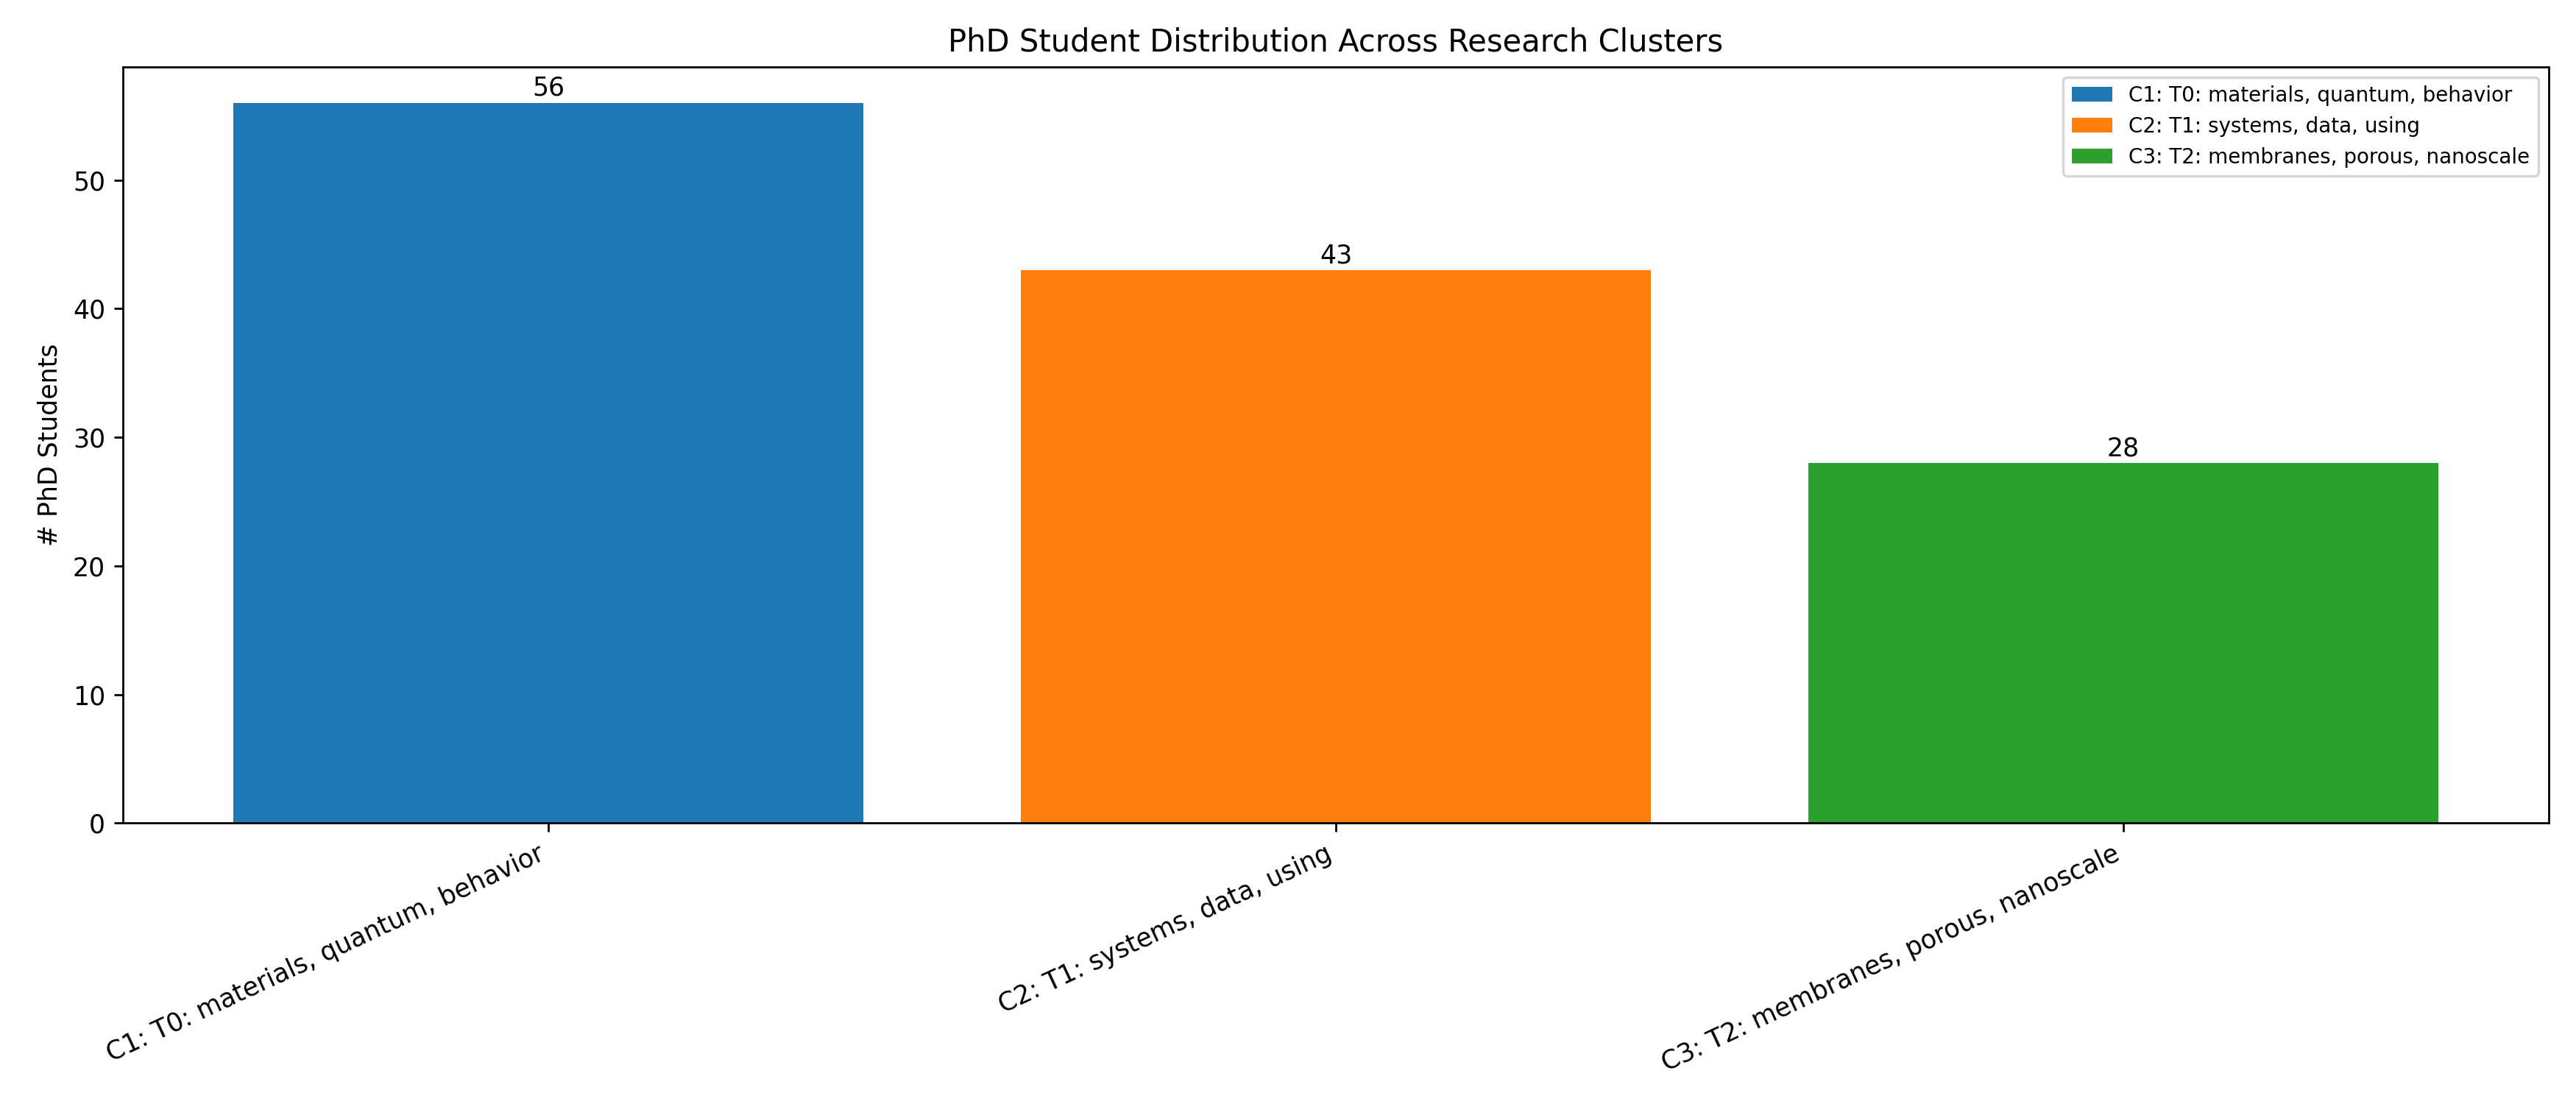 PhD Student Distribution Across Research Clusters
56
43
28
C1: T0: materials, quantum, behavior
C2: T1: systems, data, using
C3: T2: membranes, porous, nanoscale
# PhD Students
50
40
30
20
10
0
C1: T0: materials, quantum, behavior
C2: T1: systems, data, using
C3: T2: membranes, porous, nanoscale